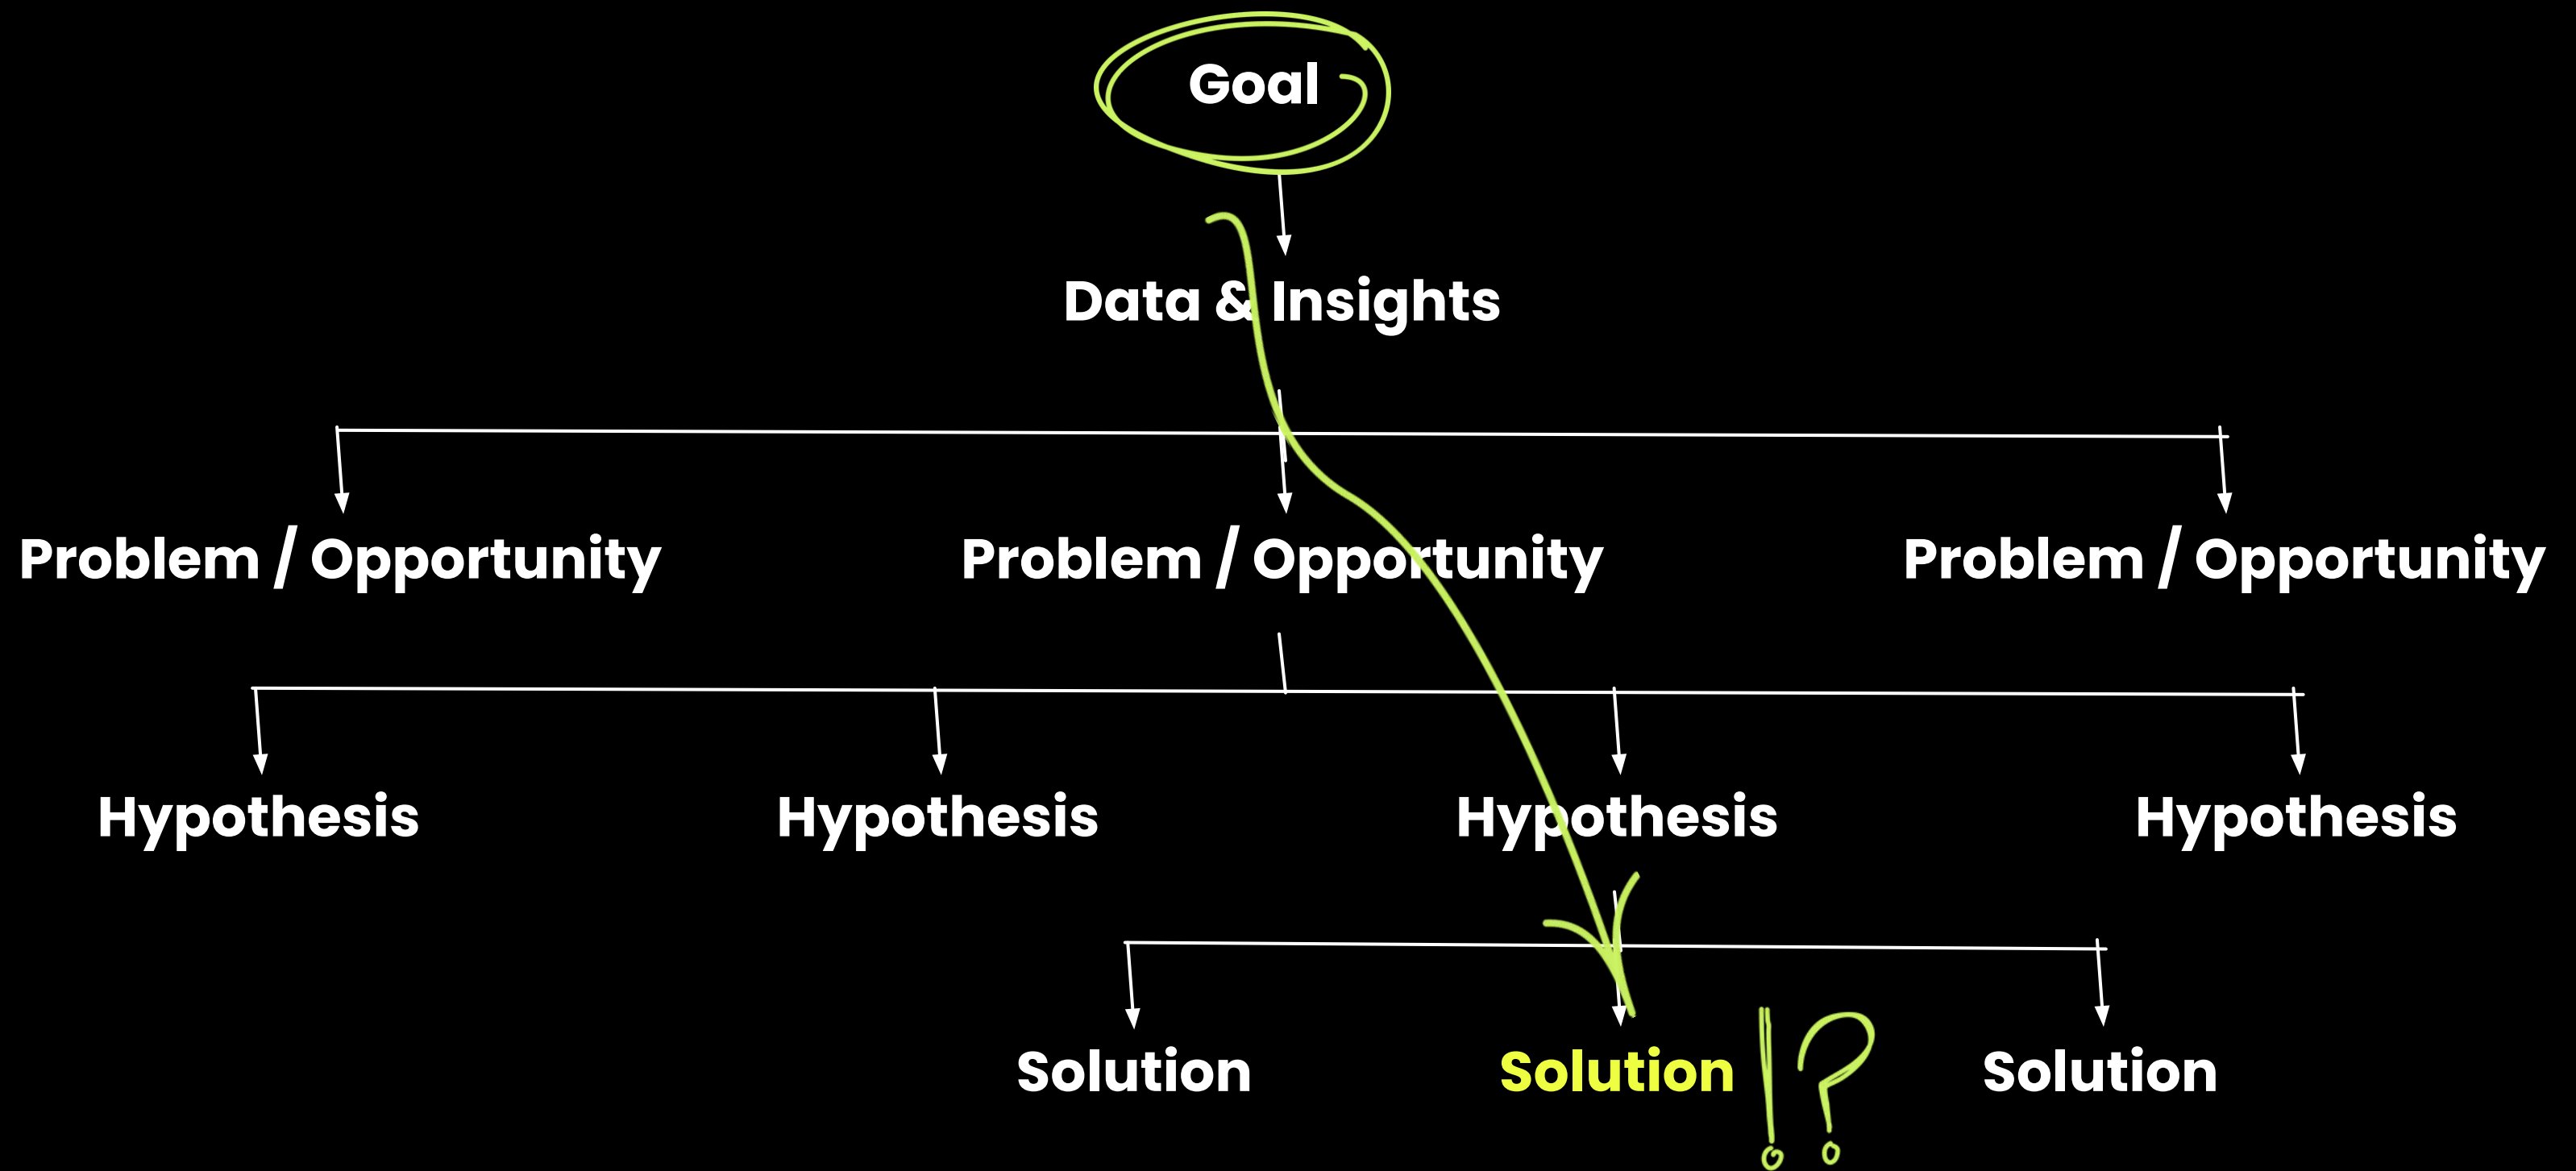 Goal
Data & Insights
Problem / Opportunity
Problem / Opportunity
Problem / Opportunity
Hypothesis
Hypothesis
Hypothesis
Hypothesis
Solution
Solution !?
Solution